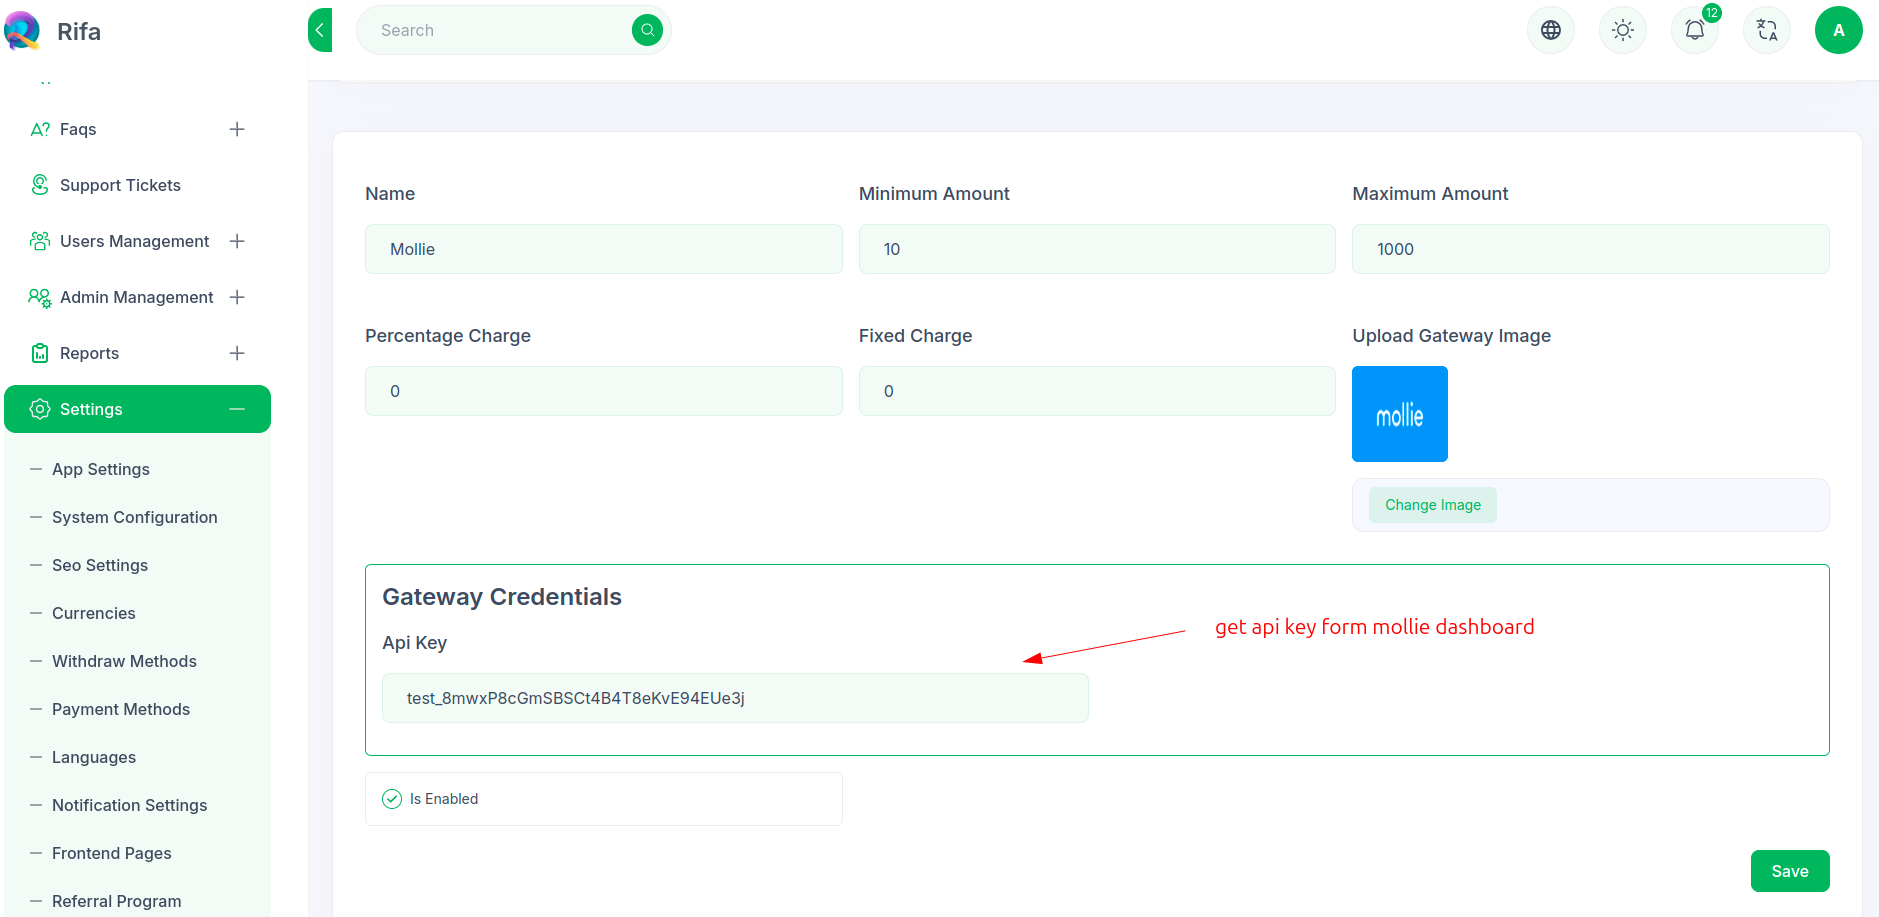 Rifa
Search
12
A
Faqs
Support Tickets
Users Management
Admin Management
Reports
Settings
App Settings
System Configuration
Seo Settings
Currencies
Withdraw Methods
Payment Methods
Languages
Notification Settings
Frontend Pages
Referral Program
Name
Minimum Amount
Maximum Amount
Mollie
10
1000
Percentage Charge
Fixed Charge
Upload Gateway Image
0
0
mollie
Change Image
Gateway Credentials
get api key form mollie dashboard
Api Key
test_8mwxP8cGmSBSCt4B4T8eKvE94EUe3j
Is Enabled
Save